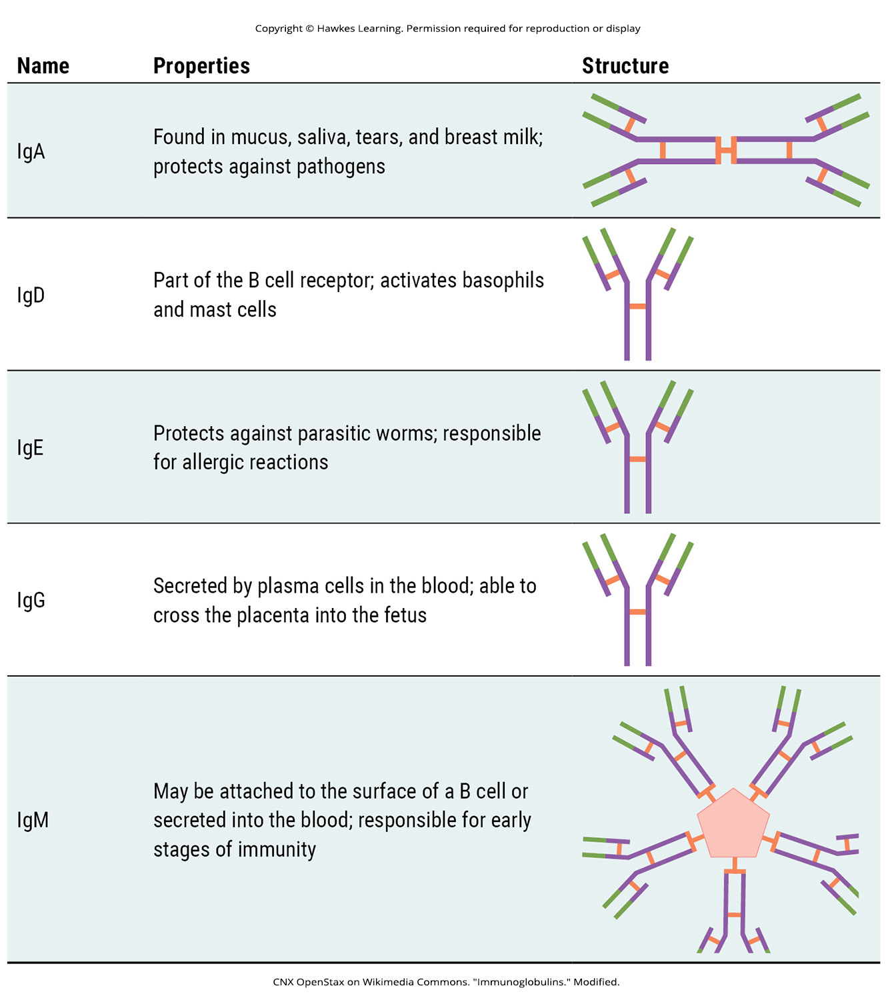 Copyright © Hawkes Learning. Permission required for reproduction or display
Name Properties Structure
IgA
Found in mucus, saliva, tears, and breast milk;
protects against pathogens
IgD
Part of the B cell receptor; activates basophils
and mast cells
IgE
Protects against parasitic worms; responsible
for allergic reactions
IgG
Secreted by plasma cells in the blood; able to
cross the placenta into the fetus
IgM
May be attached to the surface of a B cell or
secreted into the blood; responsible for early
stages of immunity
CNX OpenStax on Wikimedia Commons. "Immunoglobulins." Modified.